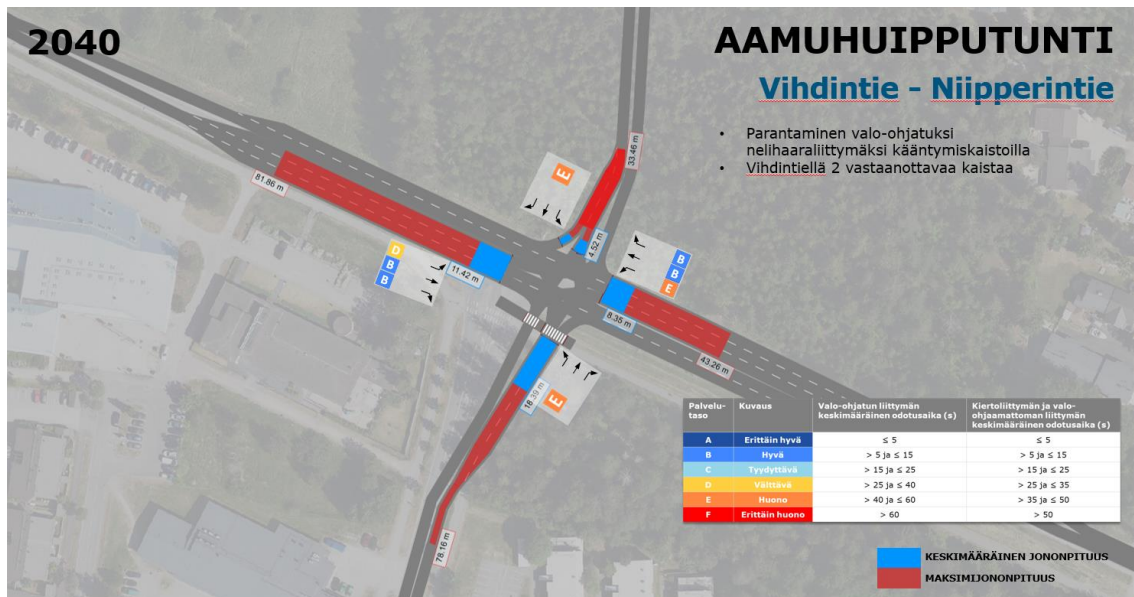 2040
AAMUHUIPPUTUNTI
Vihdintie - Niipperintie
• Parantaminen valo-ohjatuksi
nelihaaraliittymäksi kääntymiskaistoilla
• Vihdintiellä 2 vastaanottavaa kaistaa
81.86 m
33.46 m
E
4.52 m
D
B
B
11.42 m
B
B
E
8.35 m
43.26 m
18.39 m
E
78.16 m
Palvelu-
taso
Kuvaus
Valo-ohjatun liittymän
keskimääräinen odotusaika (s)
Kiertoliittymän ja valo-
ohjaamattoman liittymän
keskimääräinen odotusaika (s)
A Erittäin hyvä ≤ 5 ≤ 5
B Hyvä > 5 ja ≤ 15 > 5 ja ≤ 15
C Tyydyttävä > 15 ja ≤ 25 > 15 ja ≤ 25
D Välttävä > 25 ja ≤ 40 > 25 ja ≤ 35
E Huono > 40 ja ≤ 60 > 35 ja ≤ 50
F Erittäin huono > 60 > 50
KESKIMÄÄRÄINEN JONONPITUUS
MAKSIMIJONONPITUUS